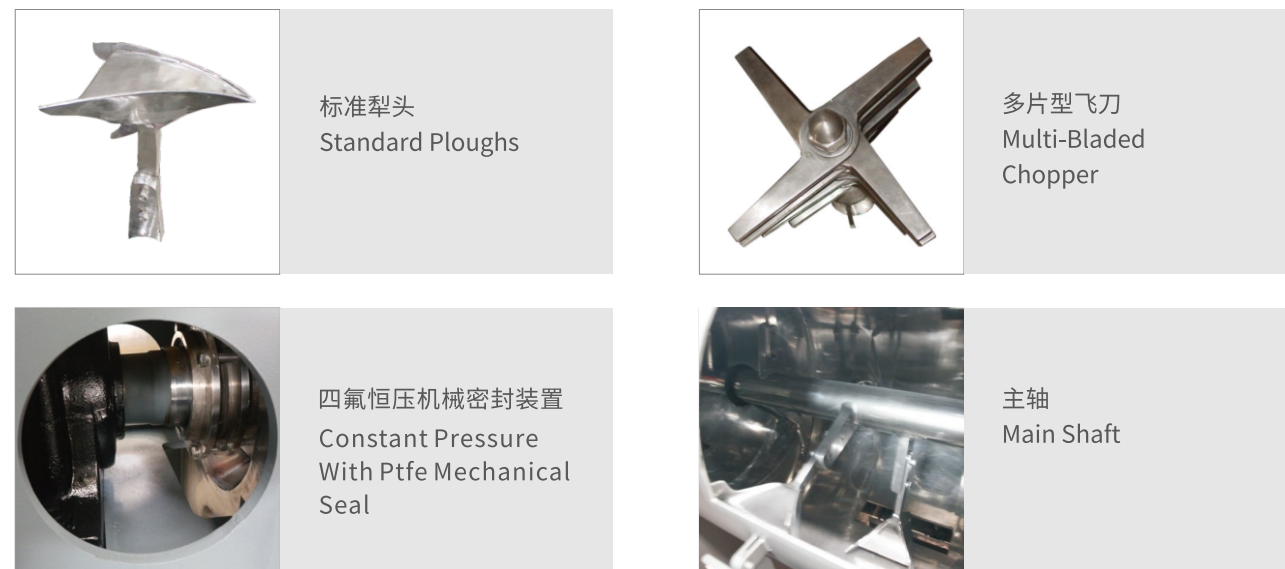 标准犁头
Standard Ploughs
多片型飞刀
Multi-Bladed
Chopper
四氟恒压机械密封装置
Constant Pressure
With Ptfe Mechanical
Seal
主轴
Main Shaft